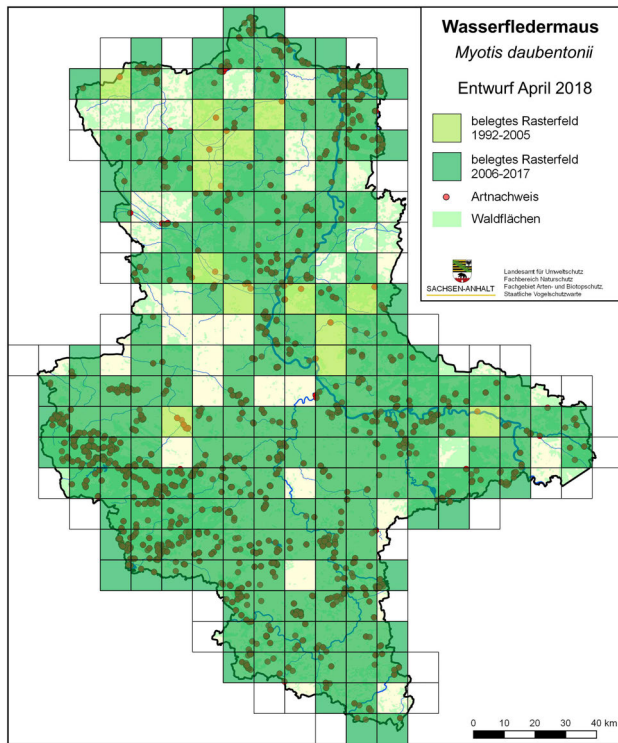 Wasserfledermaus
Myotis daubentonii
Entwurf April 2018
belegtes Rasterfeld
1992-2005
belegtes Rasterfeld
2006-2017
Artnachweis
Waldflächen
SACHSEN-ANHALT
Landesamt für Umweltschutz
Fachbereich Naturschutz
Fachgebiet Arten- und Biotopschutz,
Staatliche Vogelschutzwarte
0 10 20 30 40 km